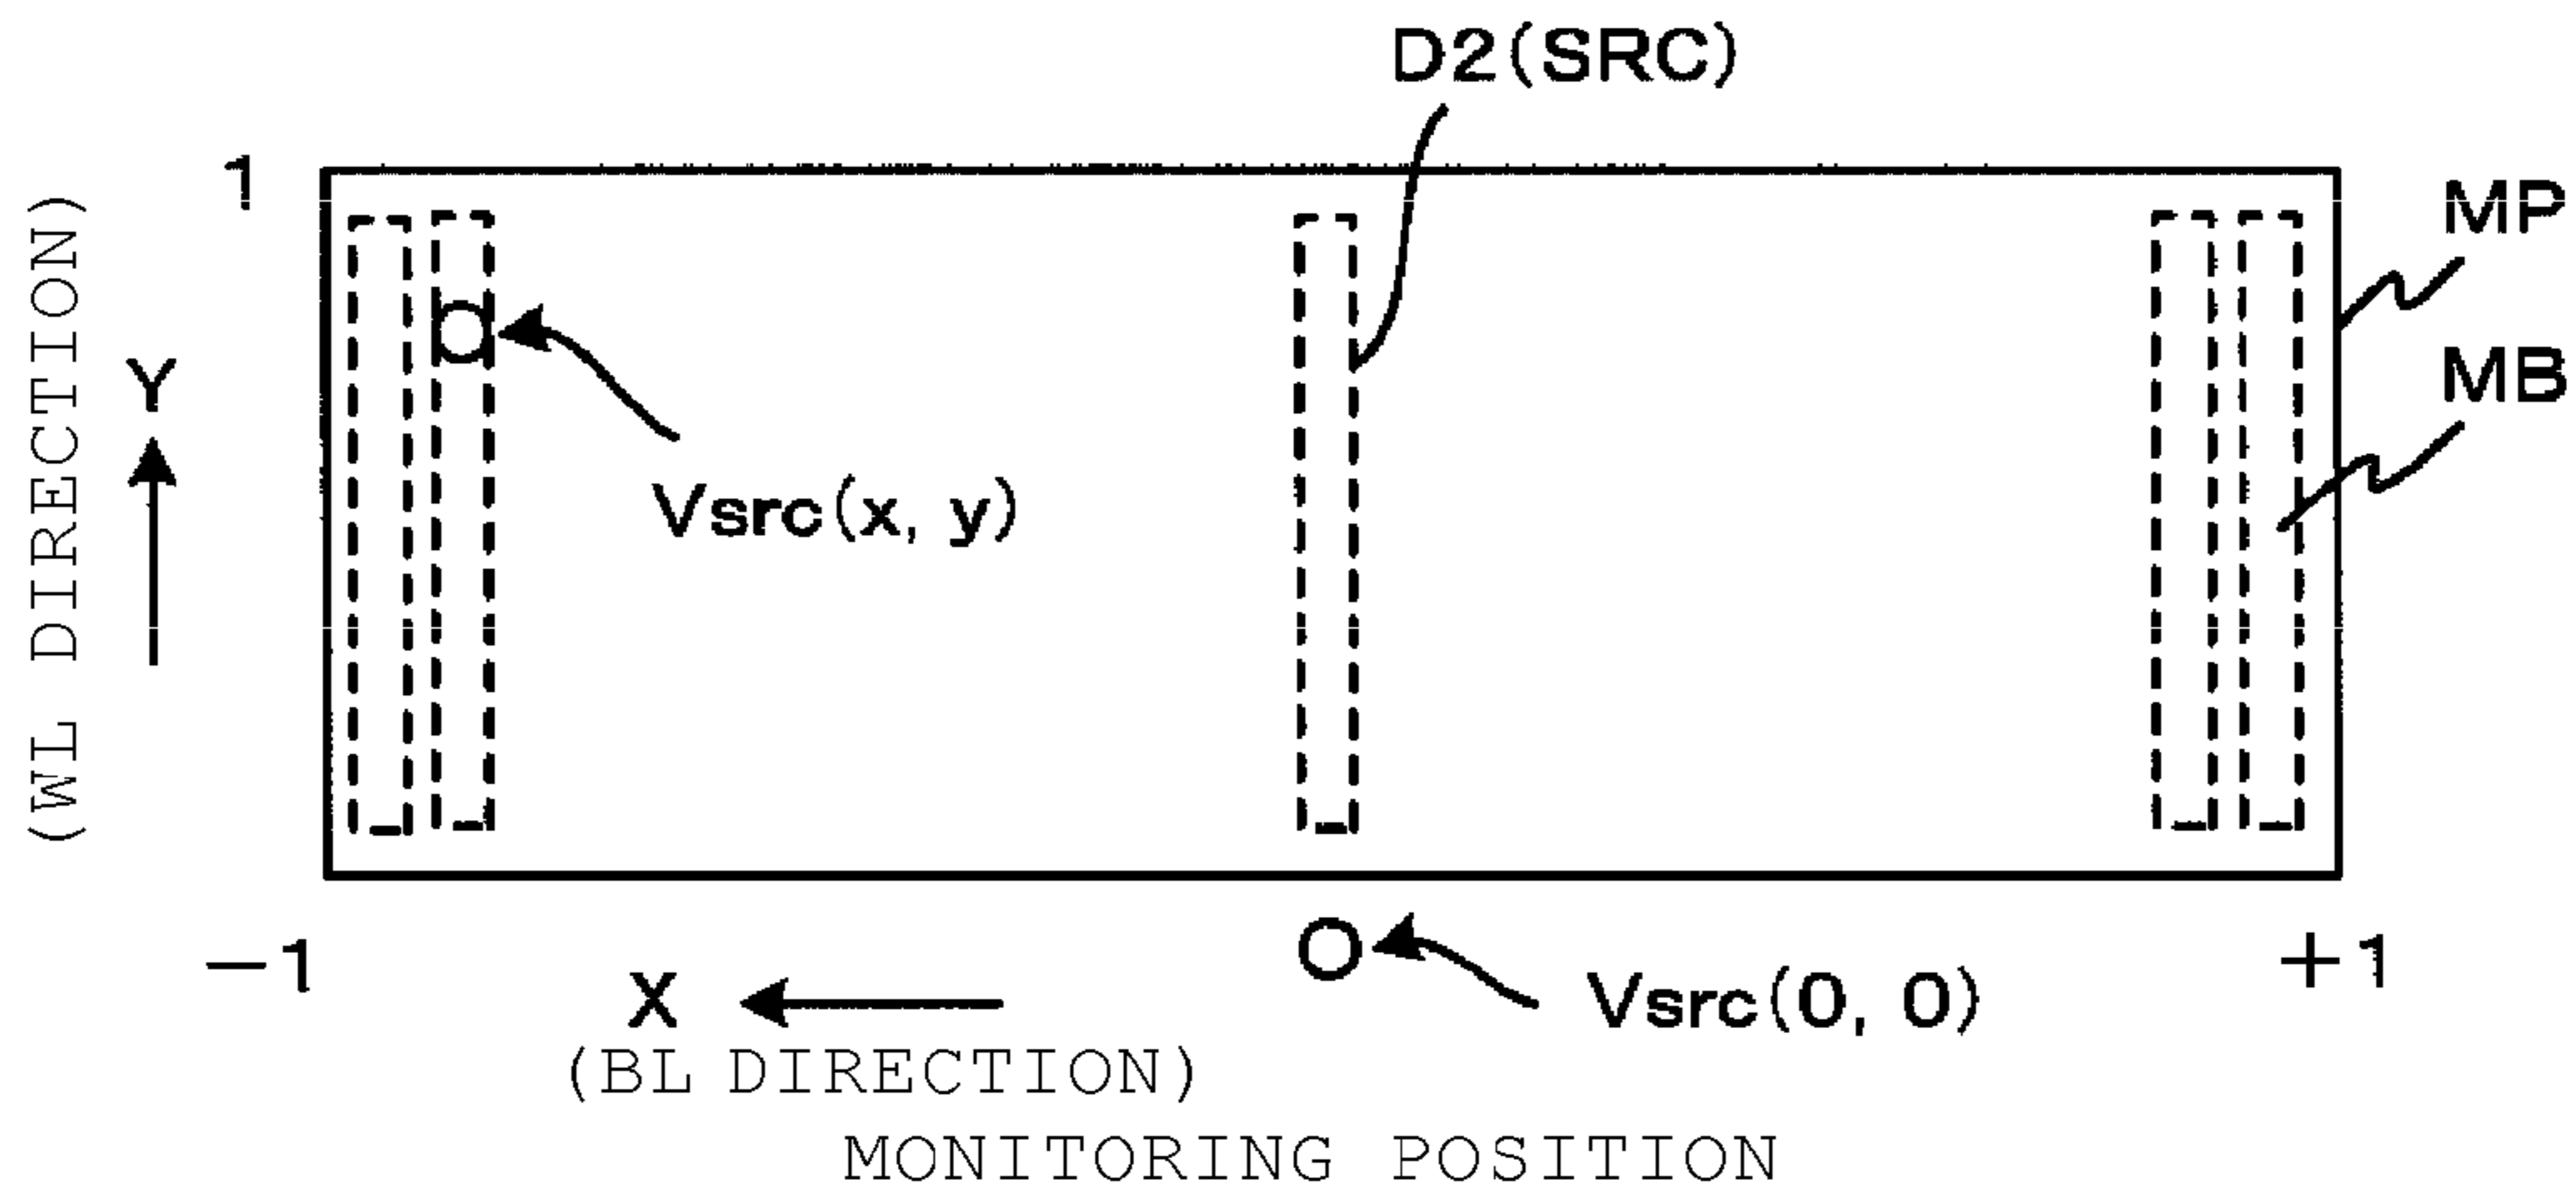 D2(SRC)
1
MP
(WL DIRECTION)
Y
MB
Vsrc(x, y)
−1
+1
X
Vsrc(0, 0)
(BL DIRECTION)
MONITORING POSITION